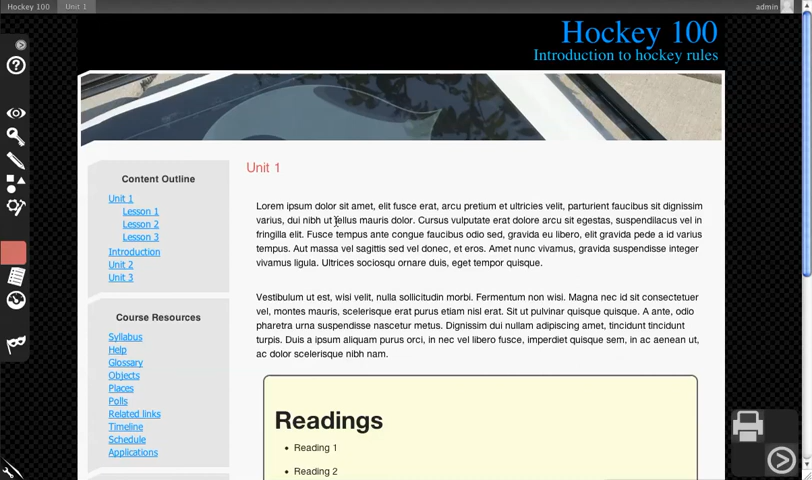 Hockey 100
Unit 1
admin
Hockey 100
Introduction to hockey rules
Content Outline
Unit 1
Lesson 1
Lesson 2
Lesson 3
Introduction
Unit 2
Unit 3
Course Resources
Syllabus
Help
Glossary
Objects
Places
Polls
Related links
Timeline
Schedule
Applications
Unit 1
Lorem ipsum dolor sit amet, elit fusce erat, arcu pretium et ultricies velit, parturient faucibus sit dignissim
varius, dui nibh ut tellus mauris dolor. Cursus vulputate erat dolore arcu sit egestas, suspendilacus vel in
fringilla elit. Fusce tempus ante congue faucibus odio sed, gravida eu libero, elit gravida pede a id varius
tempus. Aut massa vel sagittis sed vel donec, et eros. Amet nunc vivamus, gravida suspendisse integer
vivamus ligula. Ultrices sociosqu ornare duis, eget tempor quisque.
Vestibulum ut est, wisi velit, nulla sollicitudin morbi. Fermentum non wisi. Magna nec id sit consectetuer
vel, montes mauris, scelerisque erat purus etiam nisl erat. Sit ut pulvinar quisque quisque. A ante, odio
pharetra urna suspendisse nascetur metus. Dignissim dui nullam adipiscing amet, tincidunt tincidunt
turpis. Duis a ipsum aliquam purus orci, in nec vel libero fusce, imperdiet quisque sem, in ac aenean ut,
ac dolor scelerisque nibh nam.
Readings
Reading 1
Reading 2